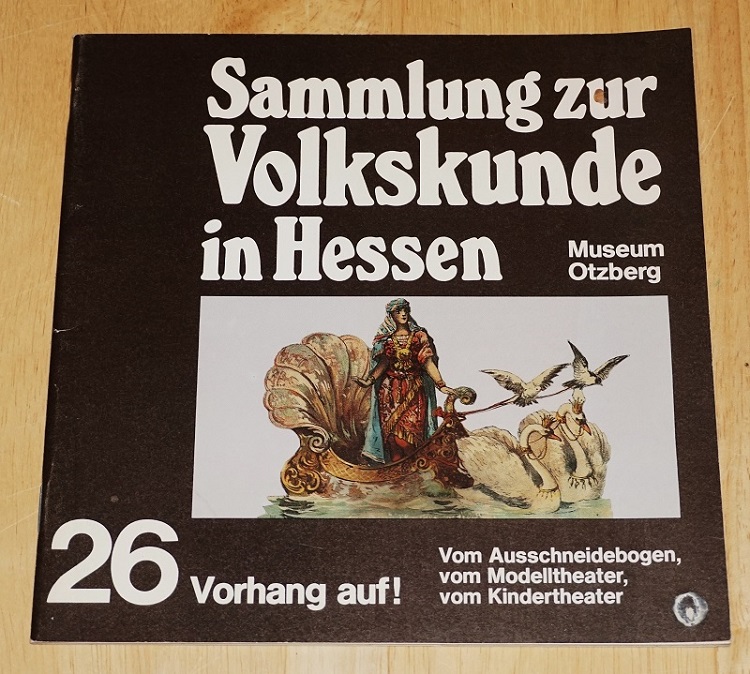 Sammlung zur
Volkskunde
in Hessen
Museum
Otzberg
26 Vorhang auf!
Vom Ausschneidebogen,
vom Modelltheater,
vom Kindertheater